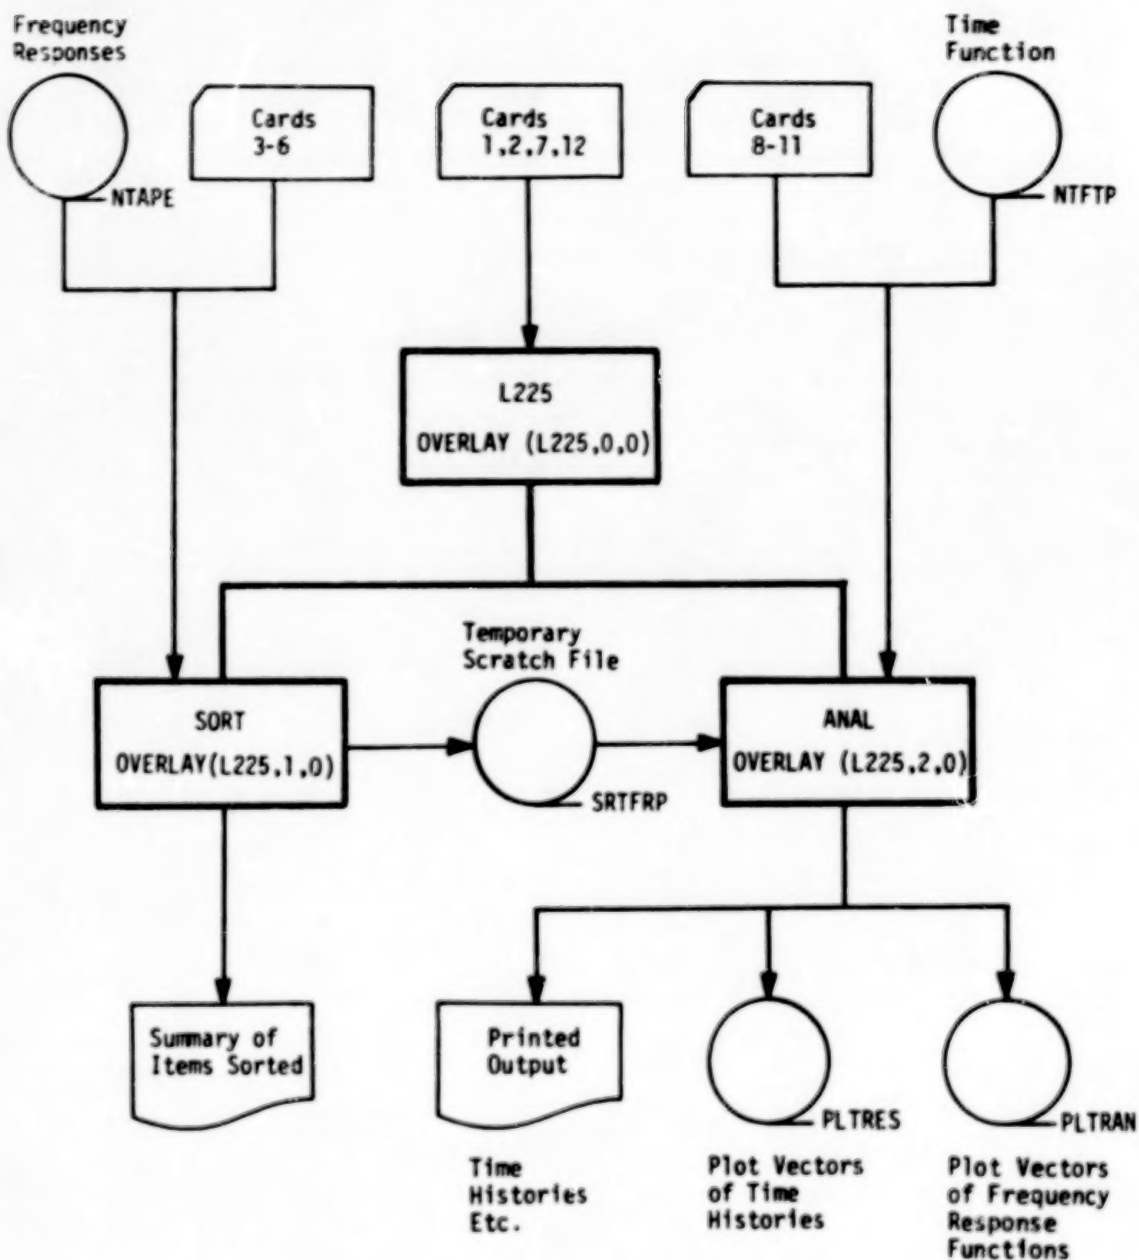 Frequency
Responses
Time
Function
Cards
3-6
Cards
1,2,7,12
Cards
8-11
NTAPE
NTFTP
L225
OVERLAY (L225,0,0)
Temporary
Scratch File
SORT
OVERLAY(L225,1,0)
ANAL
OVERLAY (L225,2,0)
SRTFRP
Summary of
Items Sorted
Printed
Output
PLTRES
PLTRAN
Time
Histories
Etc.
Plot Vectors
of Time
Histories
Plot Vectors
of Frequency
Response
Functions